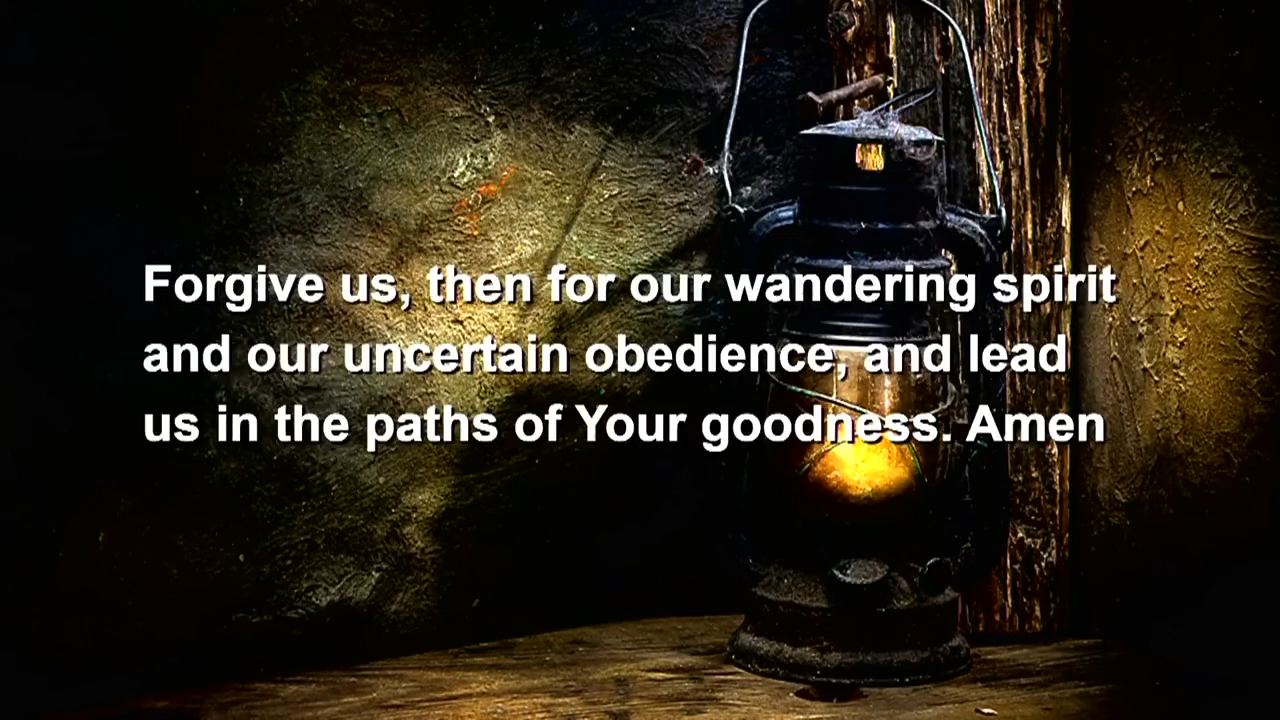 Forgive us, then for our wandering spirit
and our uncertain obedience, and lead
us in the paths of Your goodness. Amen